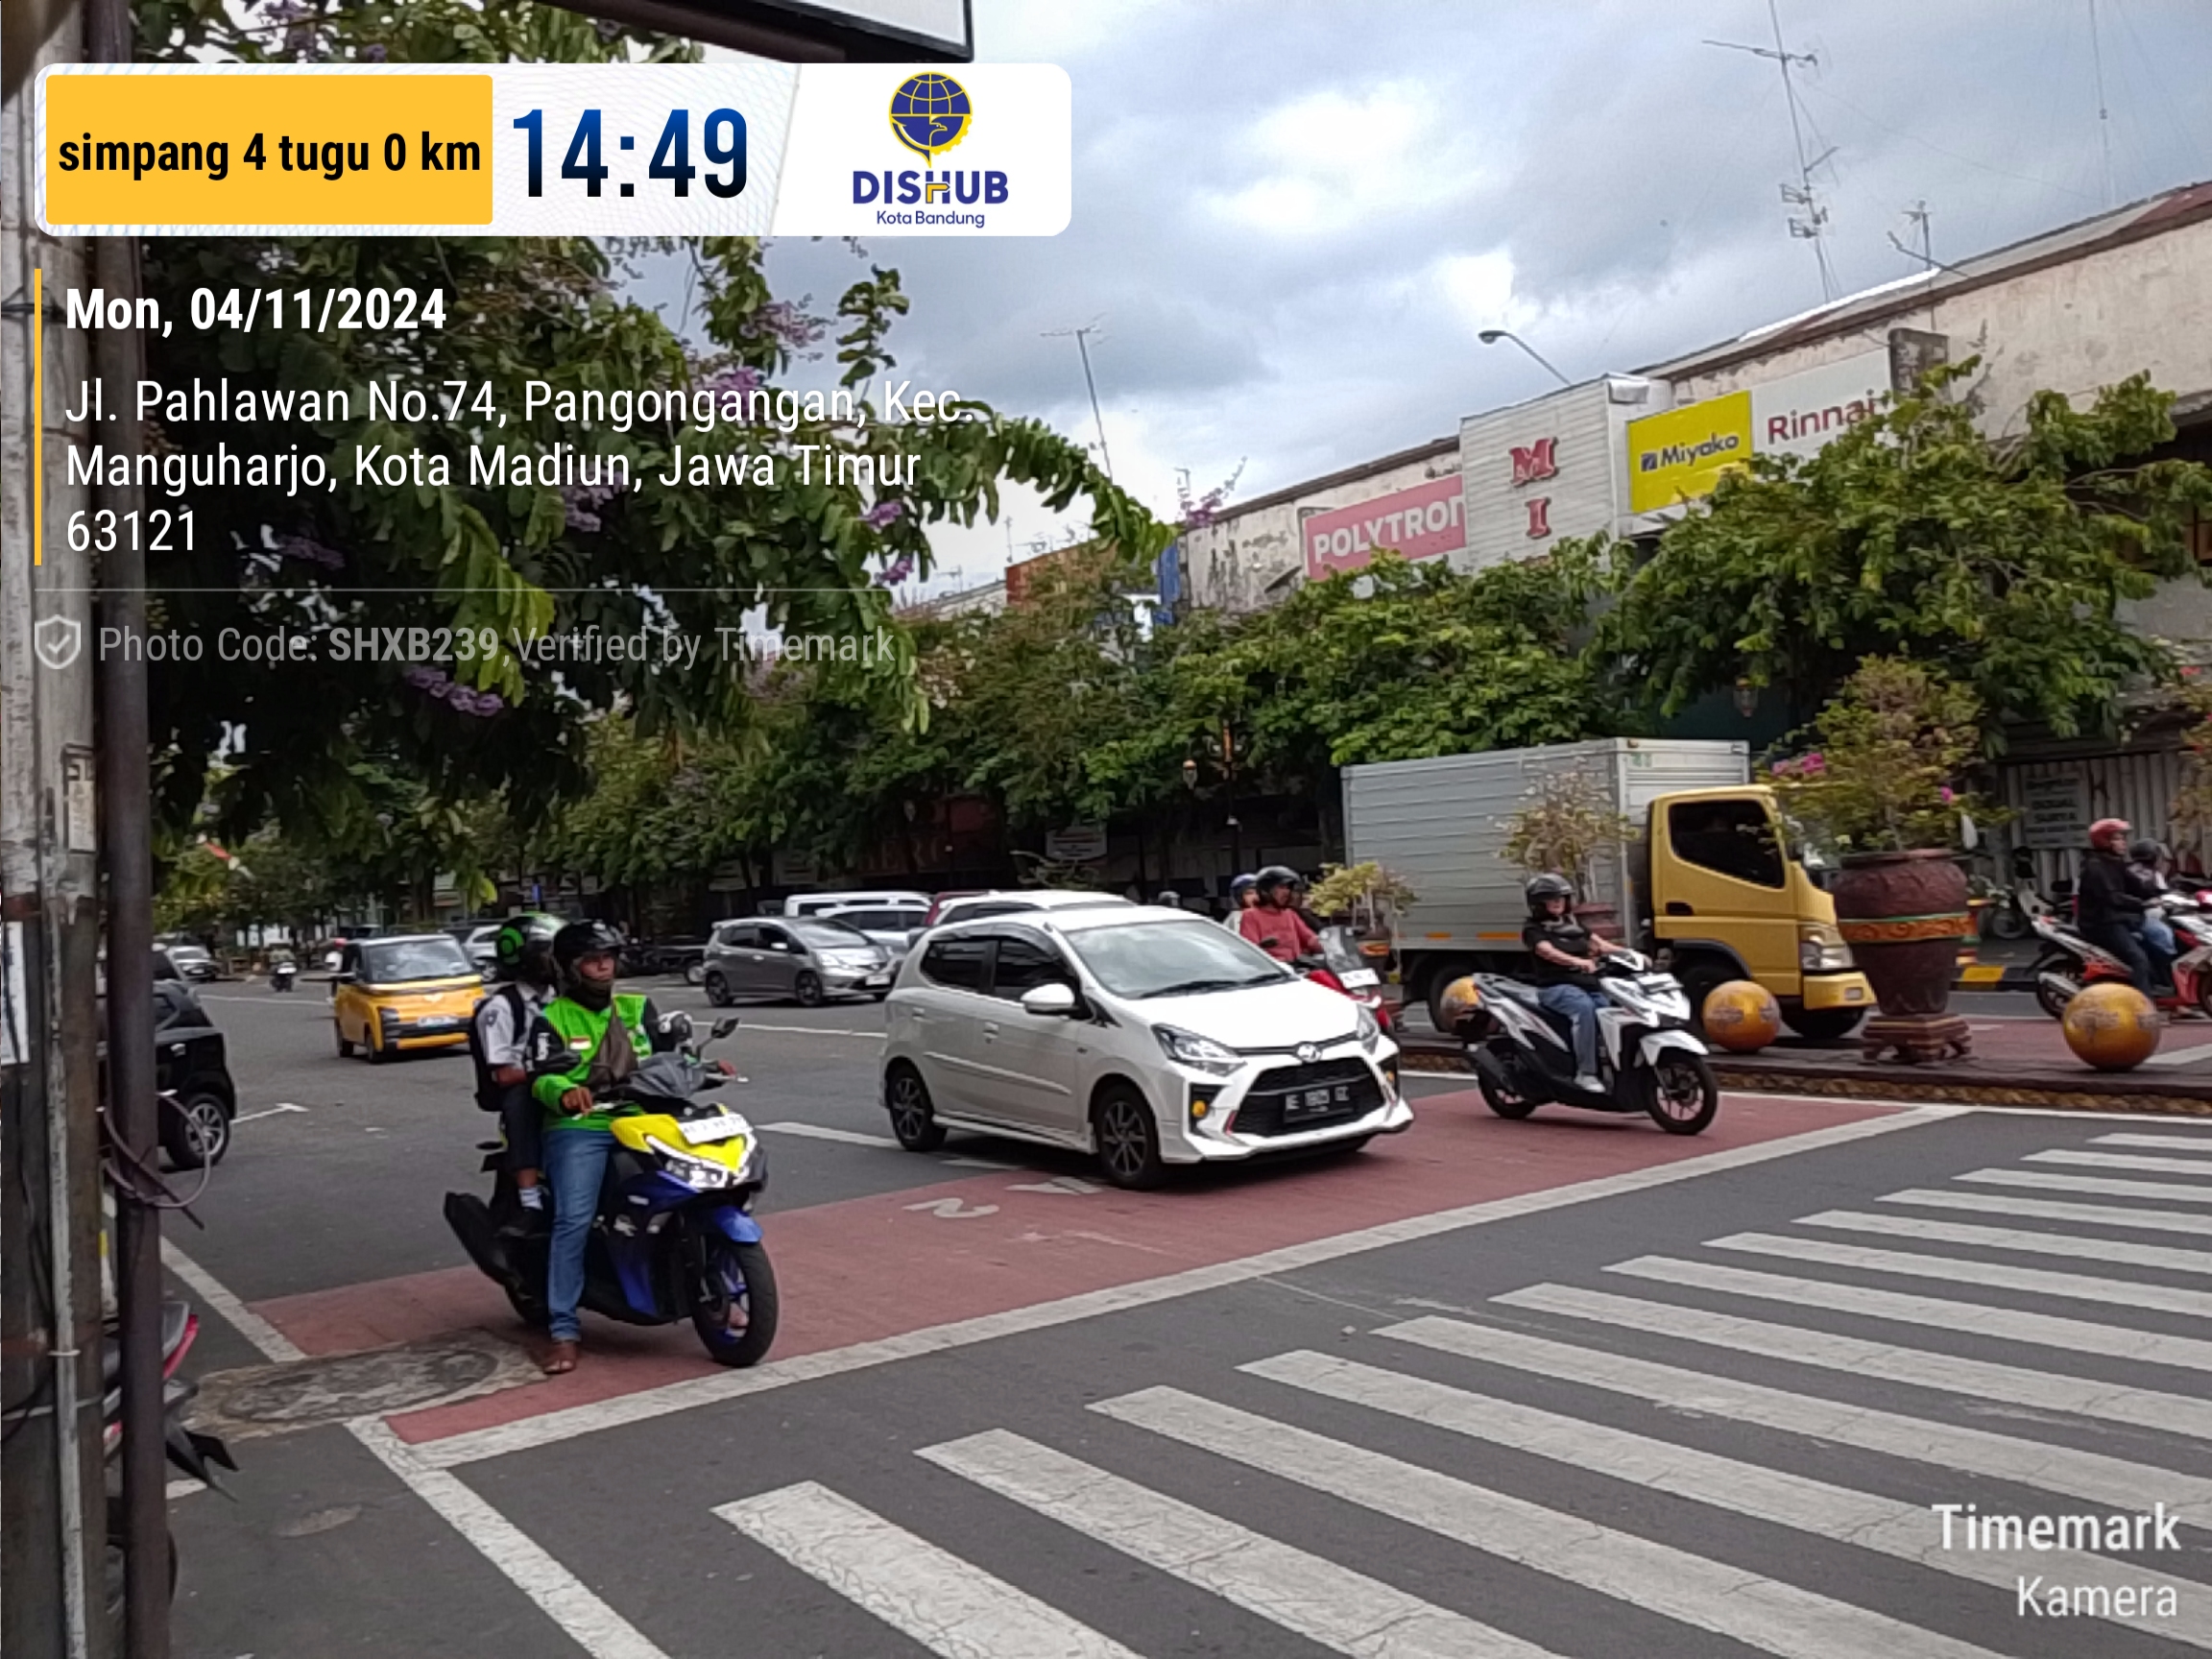 simpang 4 tugu 0 km
14:49
DISHUB
Kota Bandung
Mon, 04/11/2024
Jl. Pahlawan No.74, Pangongangan, Kec.
Manguharjo, Kota Madiun, Jawa Timur
63121
Photo Code: SHXB239, Verified by Timemark
POLYTRON
M
I
Miyako
Rinnai
2
Timemark
Kamera